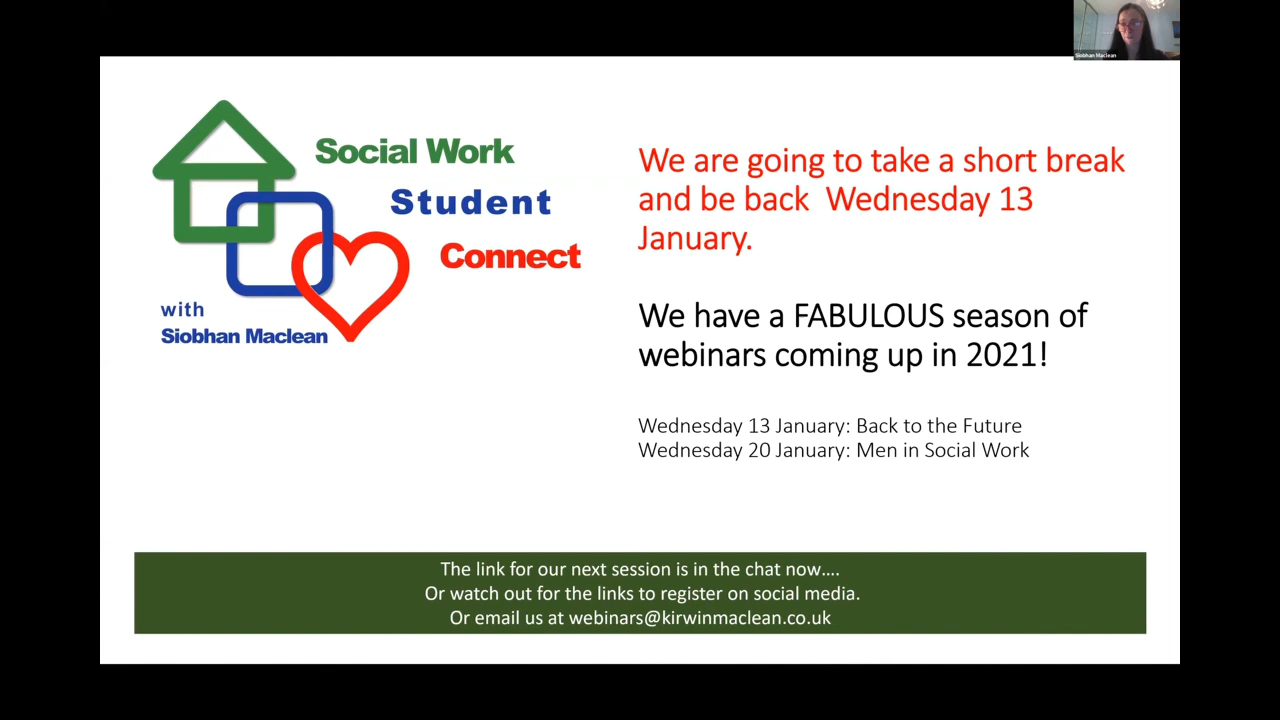 Siobhan Maclean
Social Work
Student
Connect
with
Siobhan Maclean
We are going to take a short break
and be back Wednesday 13
January.
We have a FABULOUS season of
webinars coming up in 2021!
Wednesday 13 January: Back to the Future
Wednesday 20 January: Men in Social Work
The link for our next session is in the chat now....
Or watch out for the links to register on social media.
Or email us at webinars@kirwinmaclean.co.uk